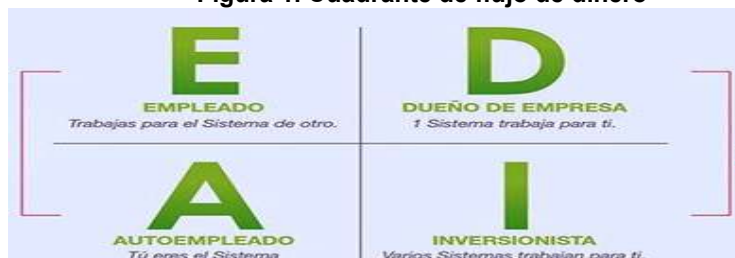 Figura 1. Cuadrante de flujo de dinero
E
EMPLEADO
Trabajas para el Sistema de otro.
D
DUEÑO DE EMPRESA
1 Sistema trabaja para ti.
A
AUTOEMPLEADO
Tú eres el Sistema
I
INVERSIONISTA
Varios Sistemas trabajan para ti.